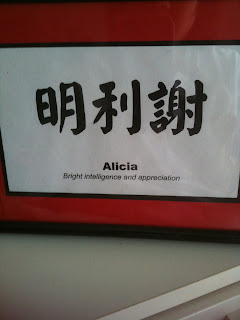 明利謝
Alicia
Bright intelligence and appreciation